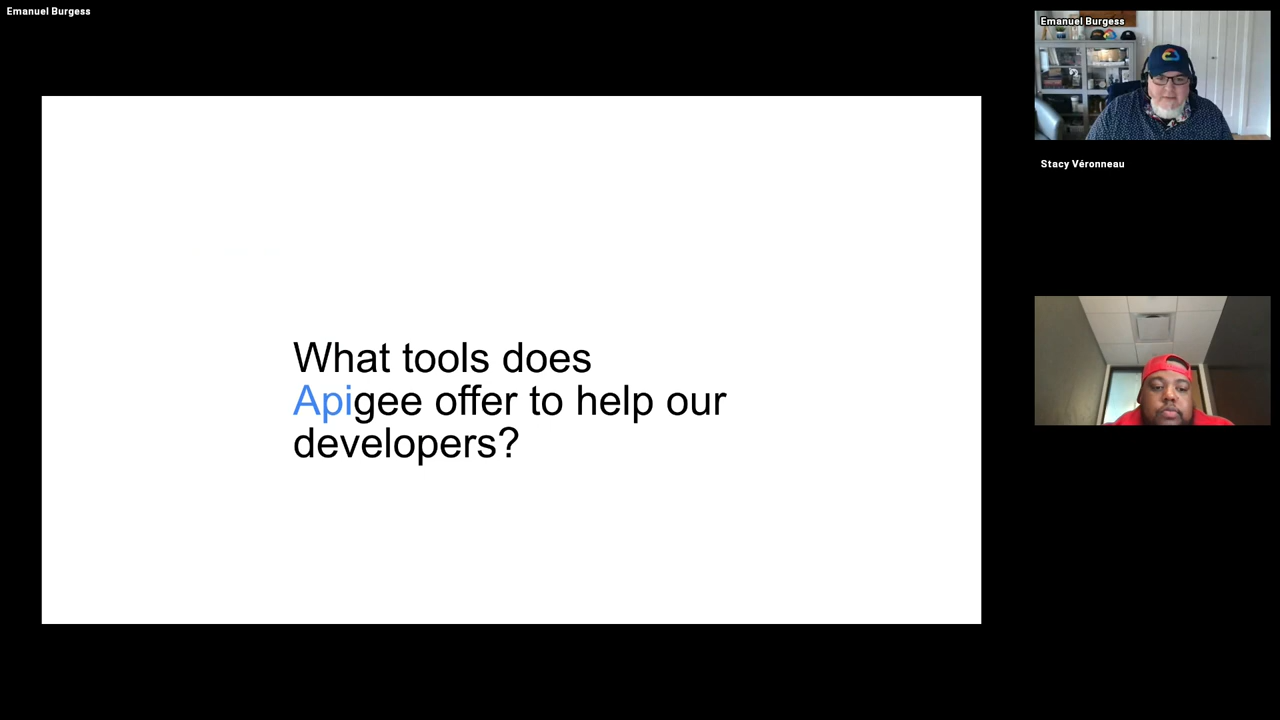 Emanuel Burgess
Emanuel Burgess
Stacy Véronneau
What tools does
Apigee offer to help our
developers?